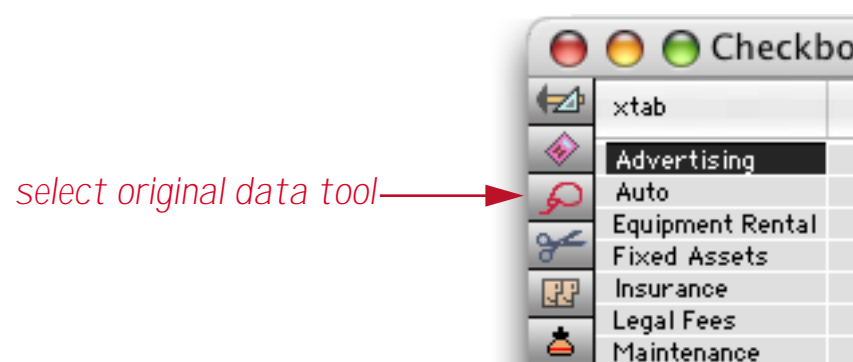 Checkbo
xtab
Advertising
select original data tool
Auto
Equipment Rental
Fixed Assets
Insurance
Legal Fees
Maintenance